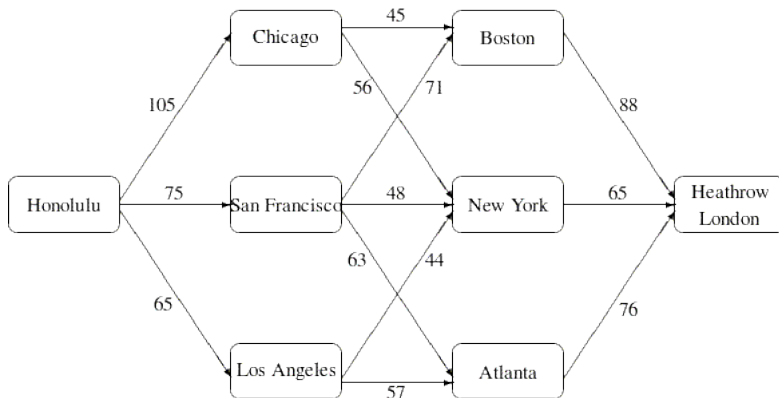 45
Chicago
Boston
56
71
105
88
75
48
65
Honolulu
San Francisco
New York
Heathrow
London
63
44
65
76
Los Angeles
Atlanta
57